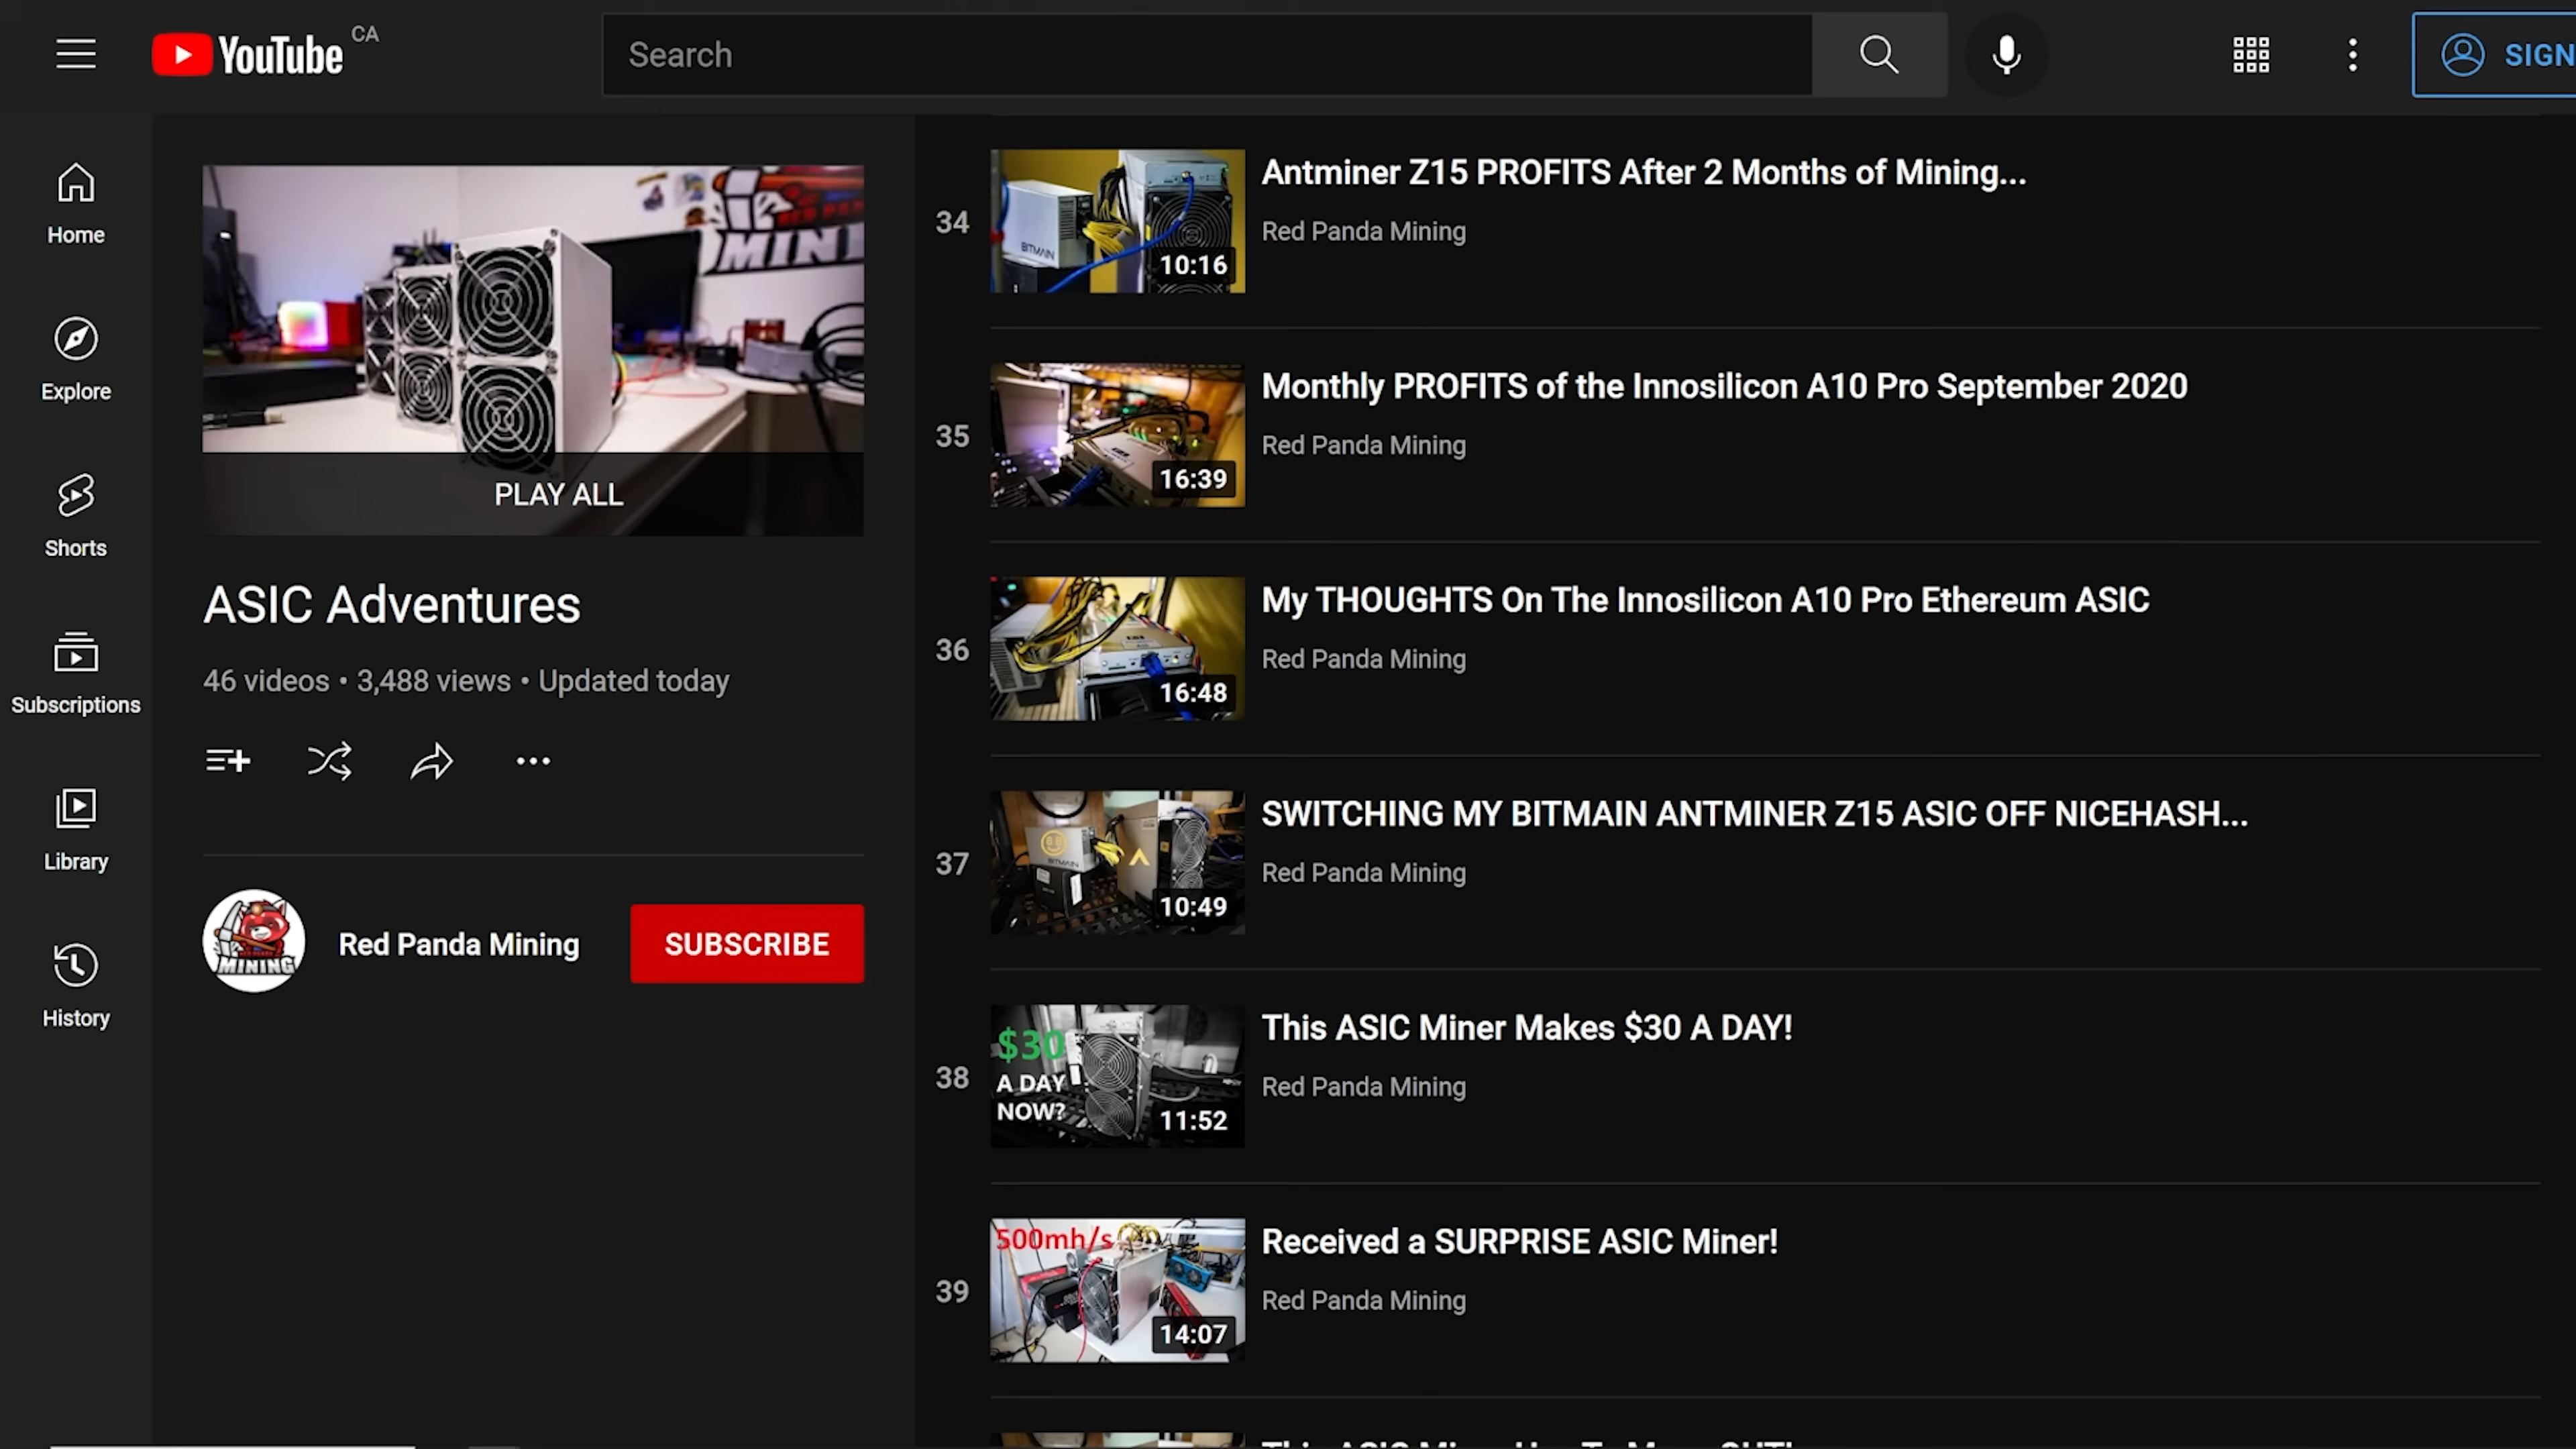 YouTube CA
Search
SIGN
Home
Explore
Shorts
Subscriptions
Library
History
MINI
PLAY ALL
ASIC Adventures
46 videos • 3,488 views • Updated today
MINING
Red Panda Mining
SUBSCRIBE
34
BITMAIN
10:16
Antminer Z15 PROFITS After 2 Months of Mining...
Red Panda Mining
35
16:39
Monthly PROFITS of the Innosilicon A10 Pro September 2020
Red Panda Mining
36
16:48
My THOUGHTS On The Innosilicon A10 Pro Ethereum ASIC
Red Panda Mining
37
BITMAIN
10:49
SWITCHING MY BITMAIN ANTMINER Z15 ASIC OFF NICEHASH...
Red Panda Mining
38
$30
A DAY
NOW?
11:52
This ASIC Miner Makes $30 A DAY!
Red Panda Mining
39
500mh/s
14:07
Received a SURPRISE ASIC Miner!
Red Panda Mining